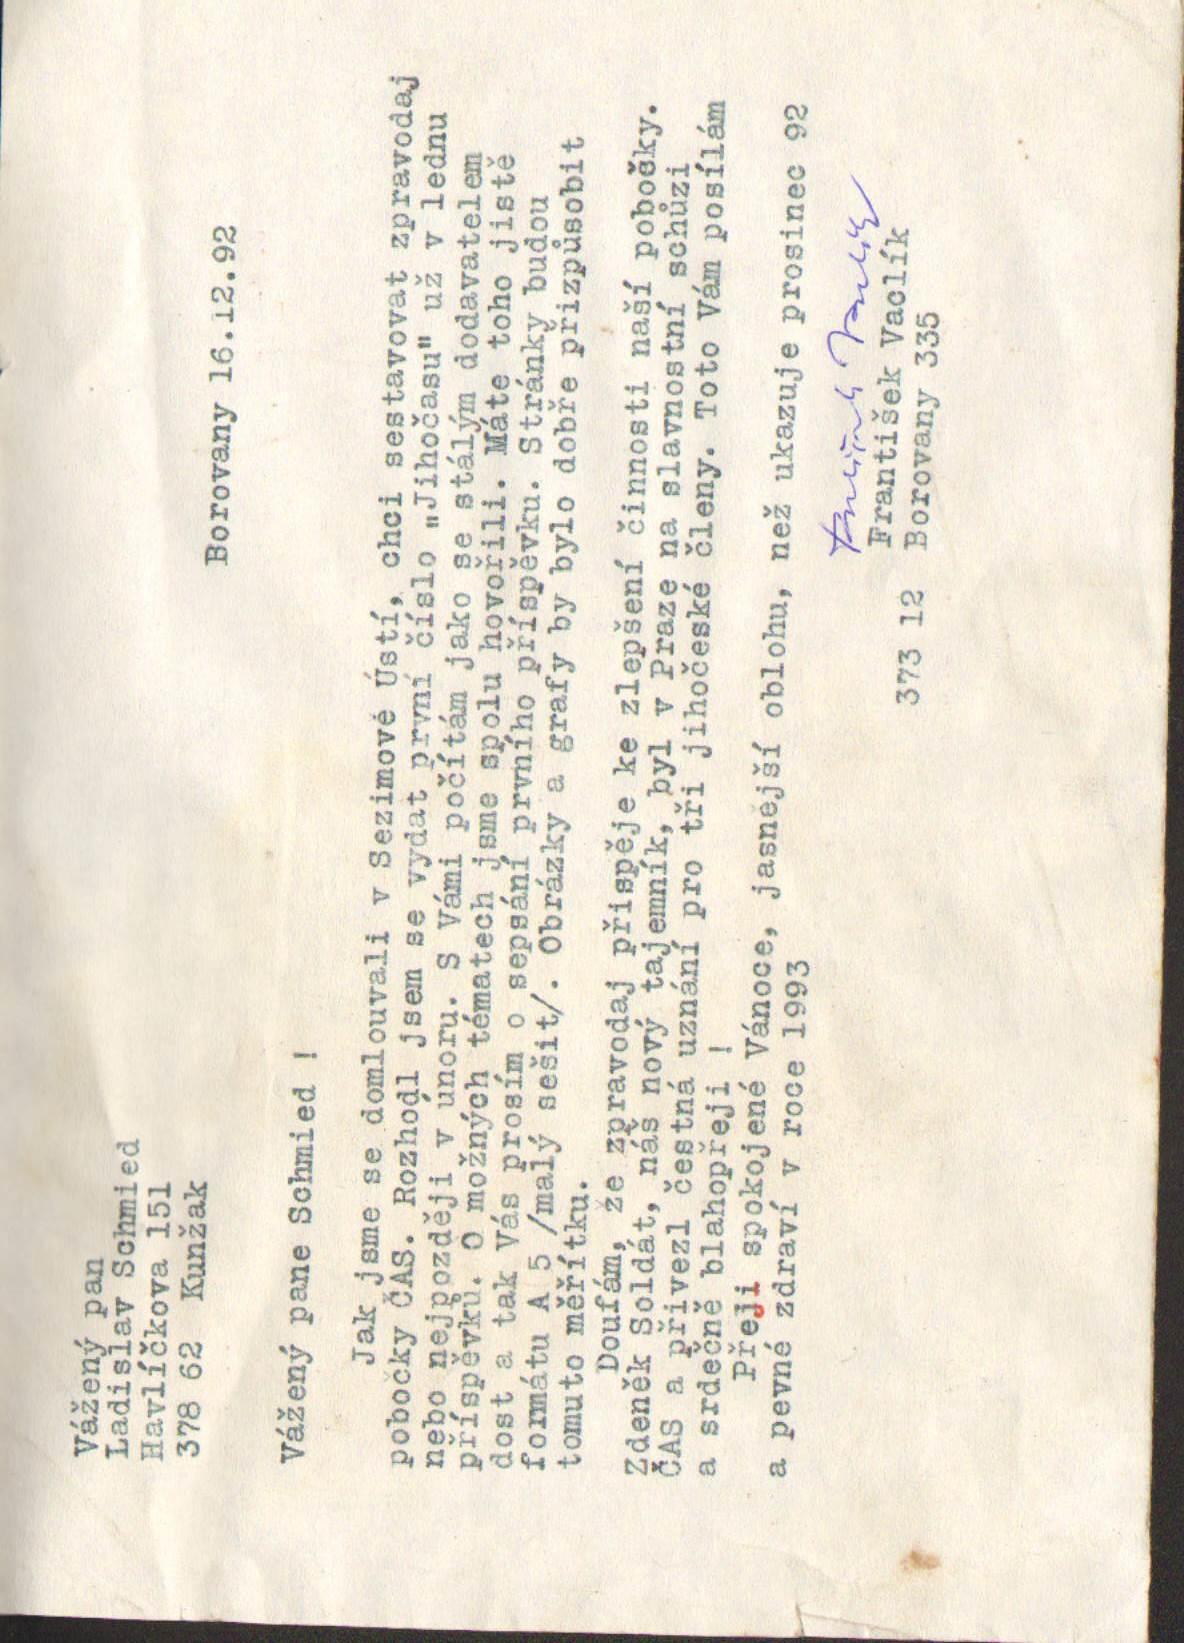 Vážený pan
Ladislav Schmied
Havlíčkova 151
378 62 Kunžak
Borovany 16.12.92
Vážený pane Schmied !
Jak jsme se domlouvali v Sezimově Ústí, chci sestavovat zpravodaj
pobočky ČAS. Rozhodl jsem se vydat první číslo "Jihočasu" už v lednu
nebo nejpozději v unoru. S Vámi počítám jako se stálým dodavatelem
příspěvků. O možných tématech jsme spolu hovořili. Máte toho jistě
dost a tak Vás prosím o sepsání prvního příspěvku. Stránky budou
formátu A 5 /malý sešit/. Obrázky a grafy by bylo dobře přizpůsobit
tomuto měřítku.
Doufám, že zpravodaj přispěje ke zlepšení činnosti naší pobočky.
Zdeněk Soldát, náš nový tajemník, byl v Praze na slavnostní schůzi
ČAS a přivezl čestná uznání pro tři jihočeské členy. Toto Vám posílám
a srdečně blahopřeji !
Přeji spokojené Vánoce, jasnější oblohu, než ukazuje prosinec 92
a pevné zdraví v roce 1993
František Vaclík
František Vaclík
373 12 Borovany 335